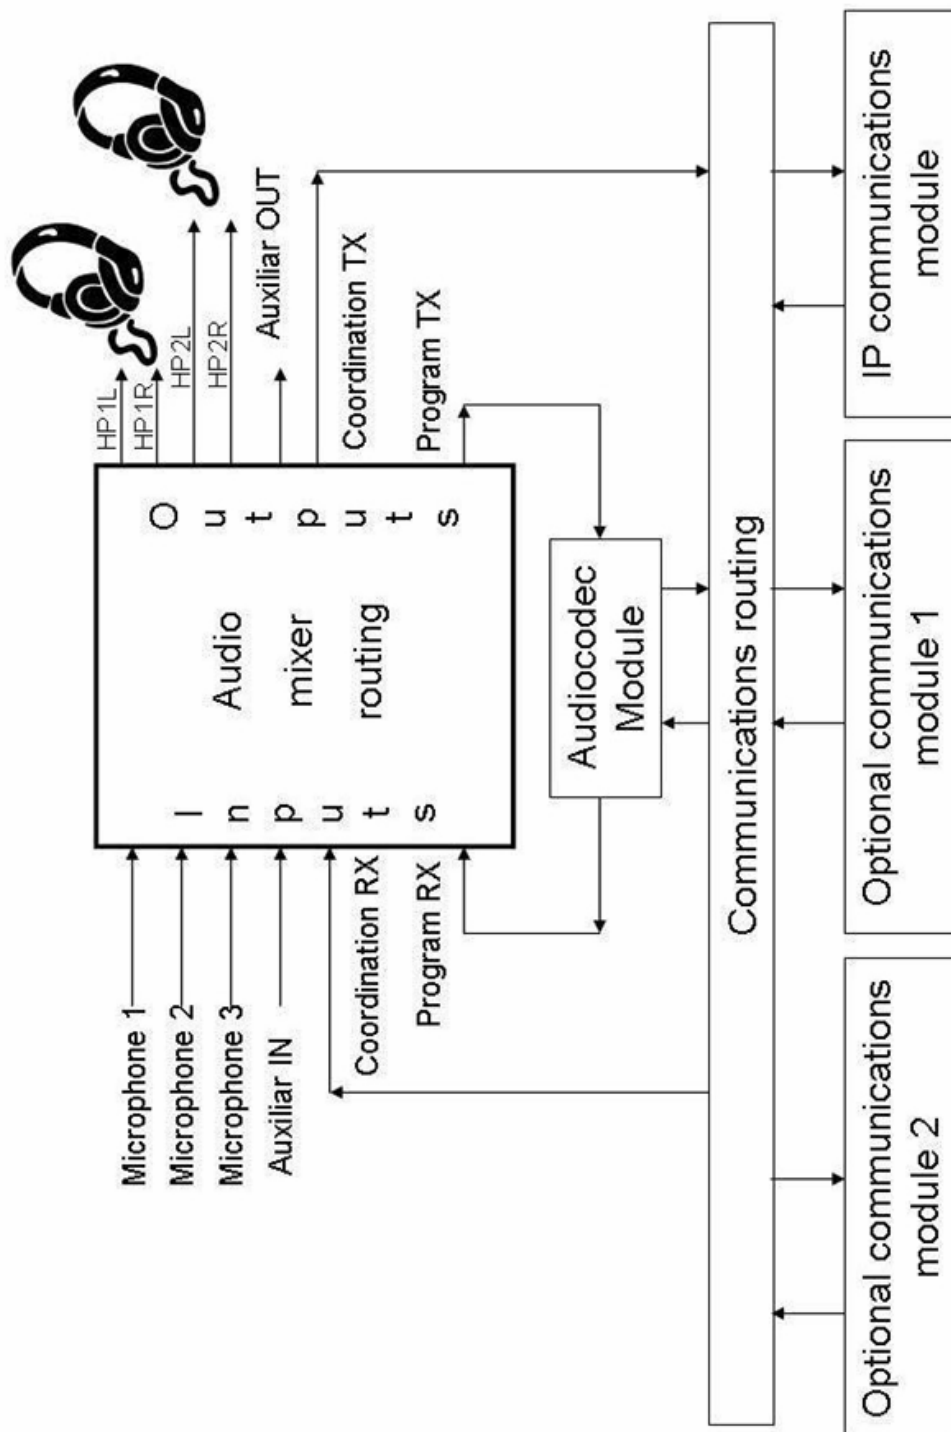 Microphone 1
Microphone 2
Microphone 3
Auxiliar IN
Coordination RX
Program RX
Inputs
Audio
mixer
routing
Outputs
HP1L
HP1R
HP2L
HP2R
Auxiliar OUT
Coordination TX
Program TX
Audiocodec
Module
Communications routing
Optional communications
module 2
Optional communications
module 1
IP communications
module